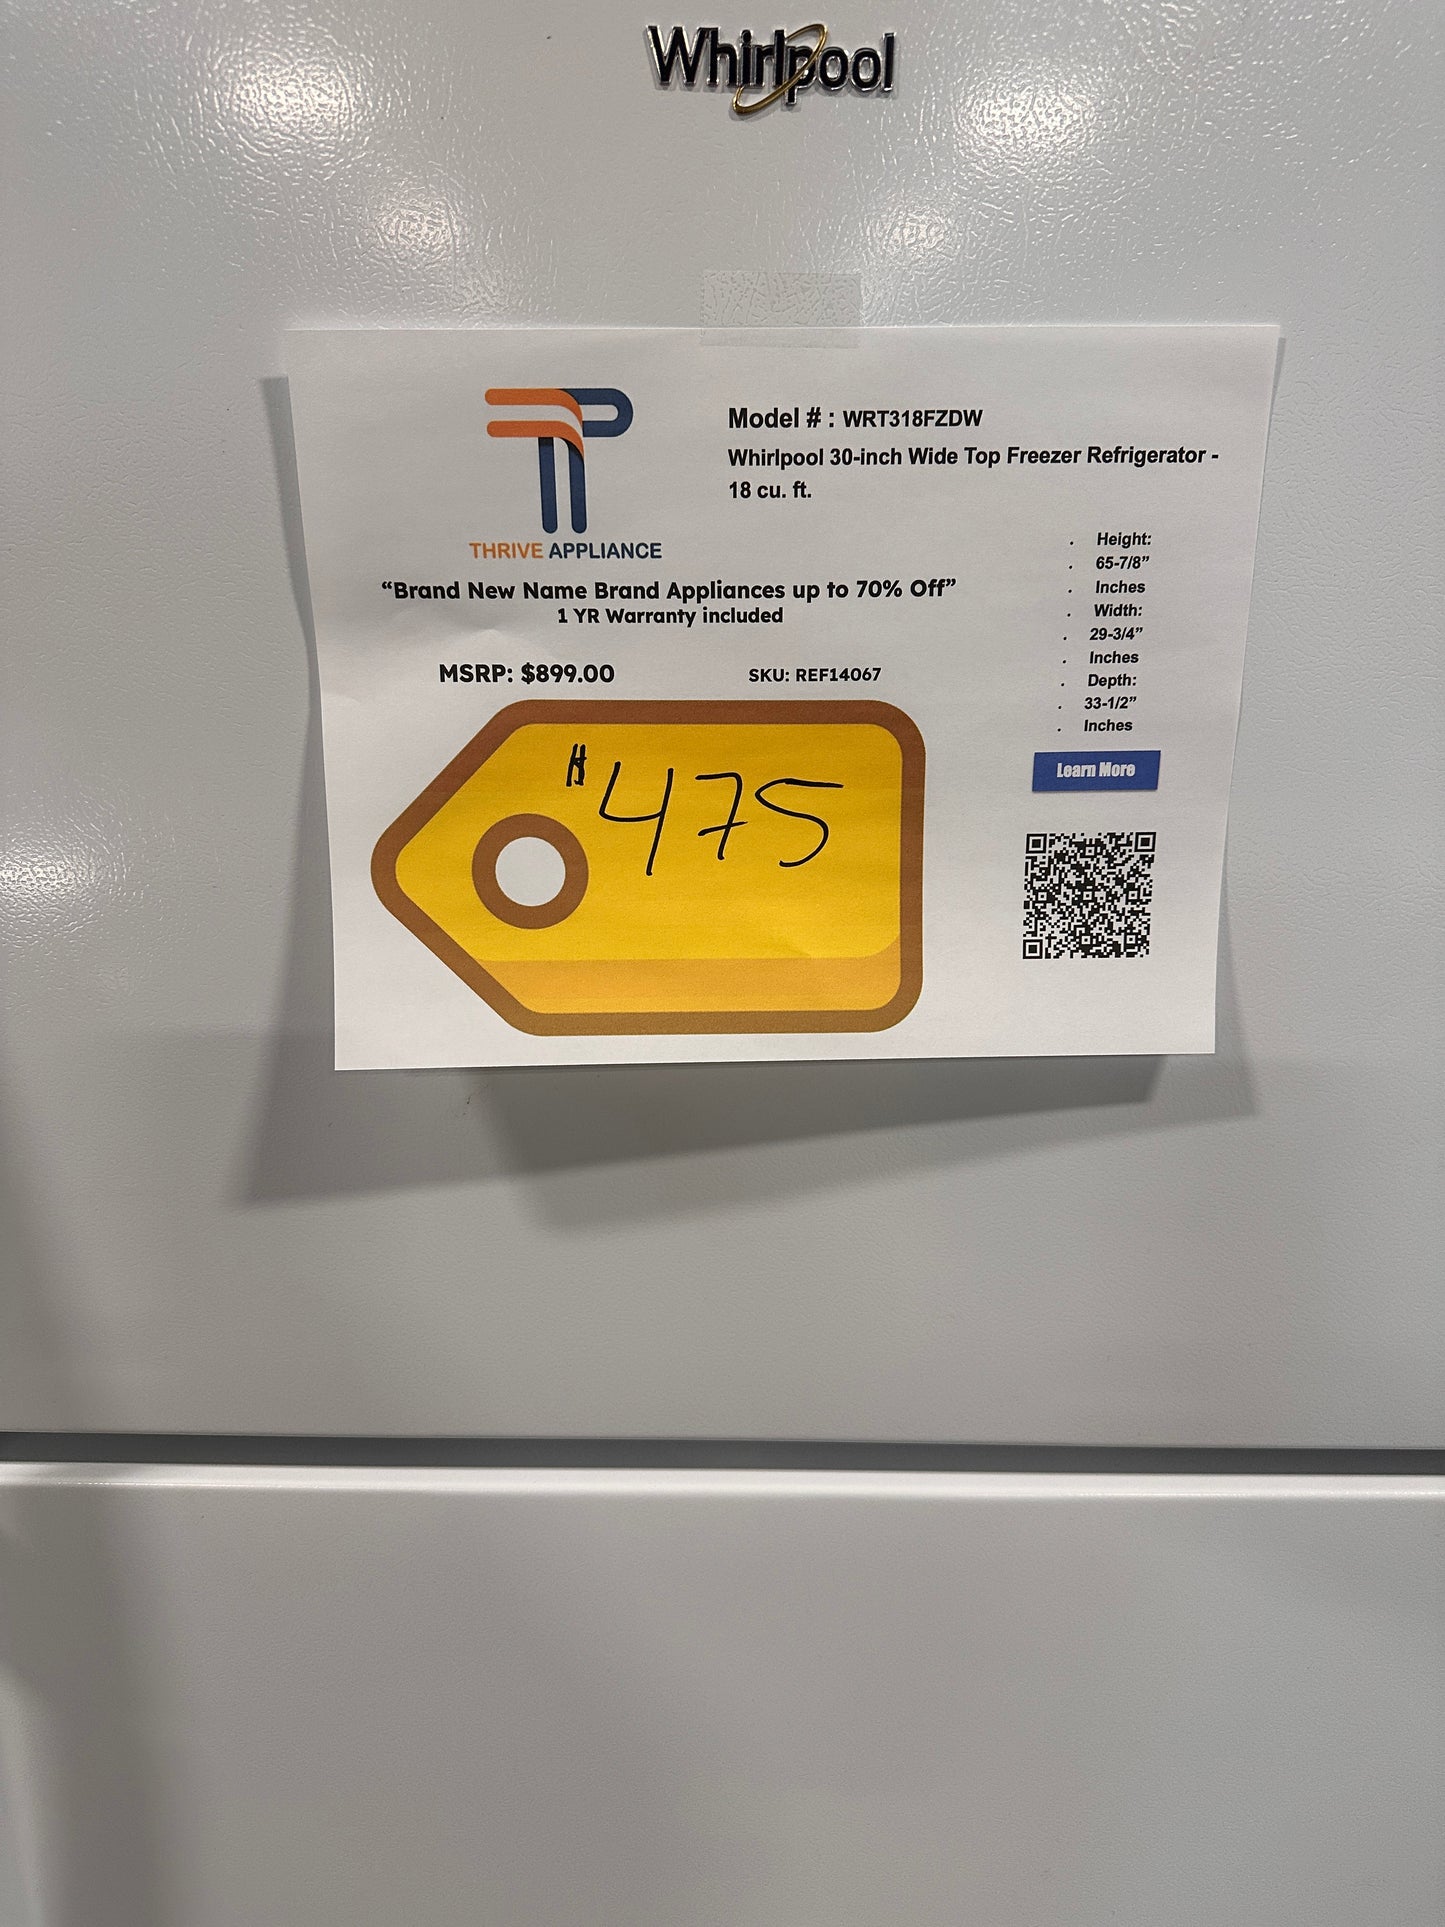 Whirlpool
Model # : WRT318FZDW
Whirlpool 30-inch Wide Top Freezer Refrigerator -
18 cu. ft.
THRIVE APPLIANCE
“Brand New Name Brand Appliances up to 70% Off”
1 YR Warranty included
MSRP: $899.00
SKU: REF14067
. Height:
. 65-7/8”
. Inches
. Width:
. 29-3/4”
. Inches
. Depth:
. 33-1/2”
. Inches
$475
Learn More